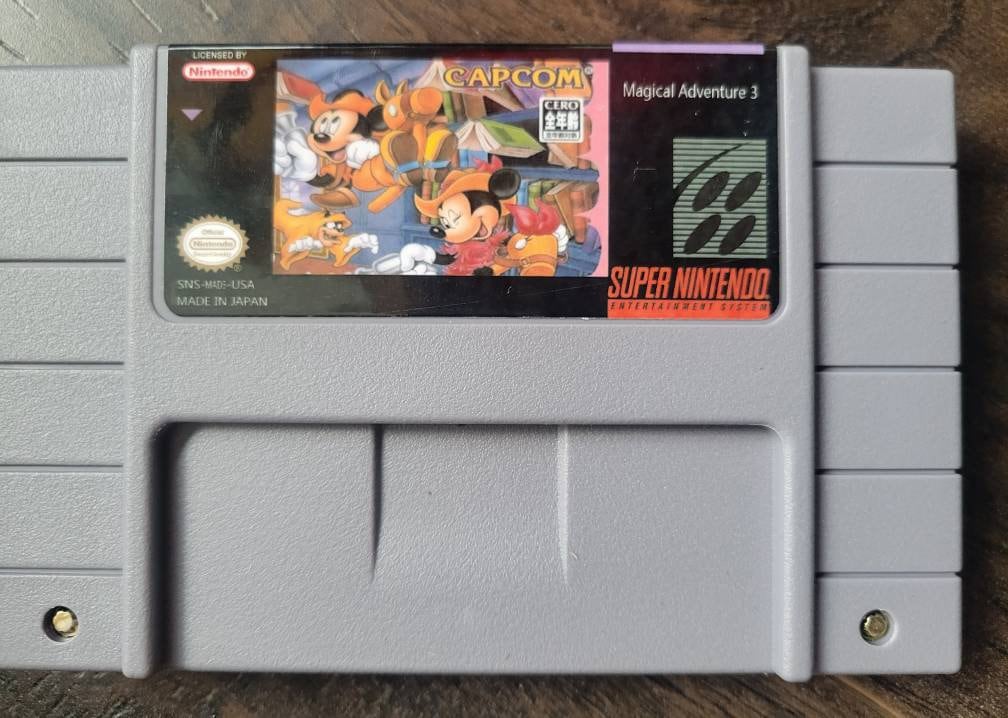 LICENSED BY
Nintendo
CAPCOM
CERO
全年齢
Magical Adventure 3
Official
Nintendo
SNS-MADE-USA
MADE IN JAPAN
SUPER NINTENDO
ENTERTAINMENT SYSTEM